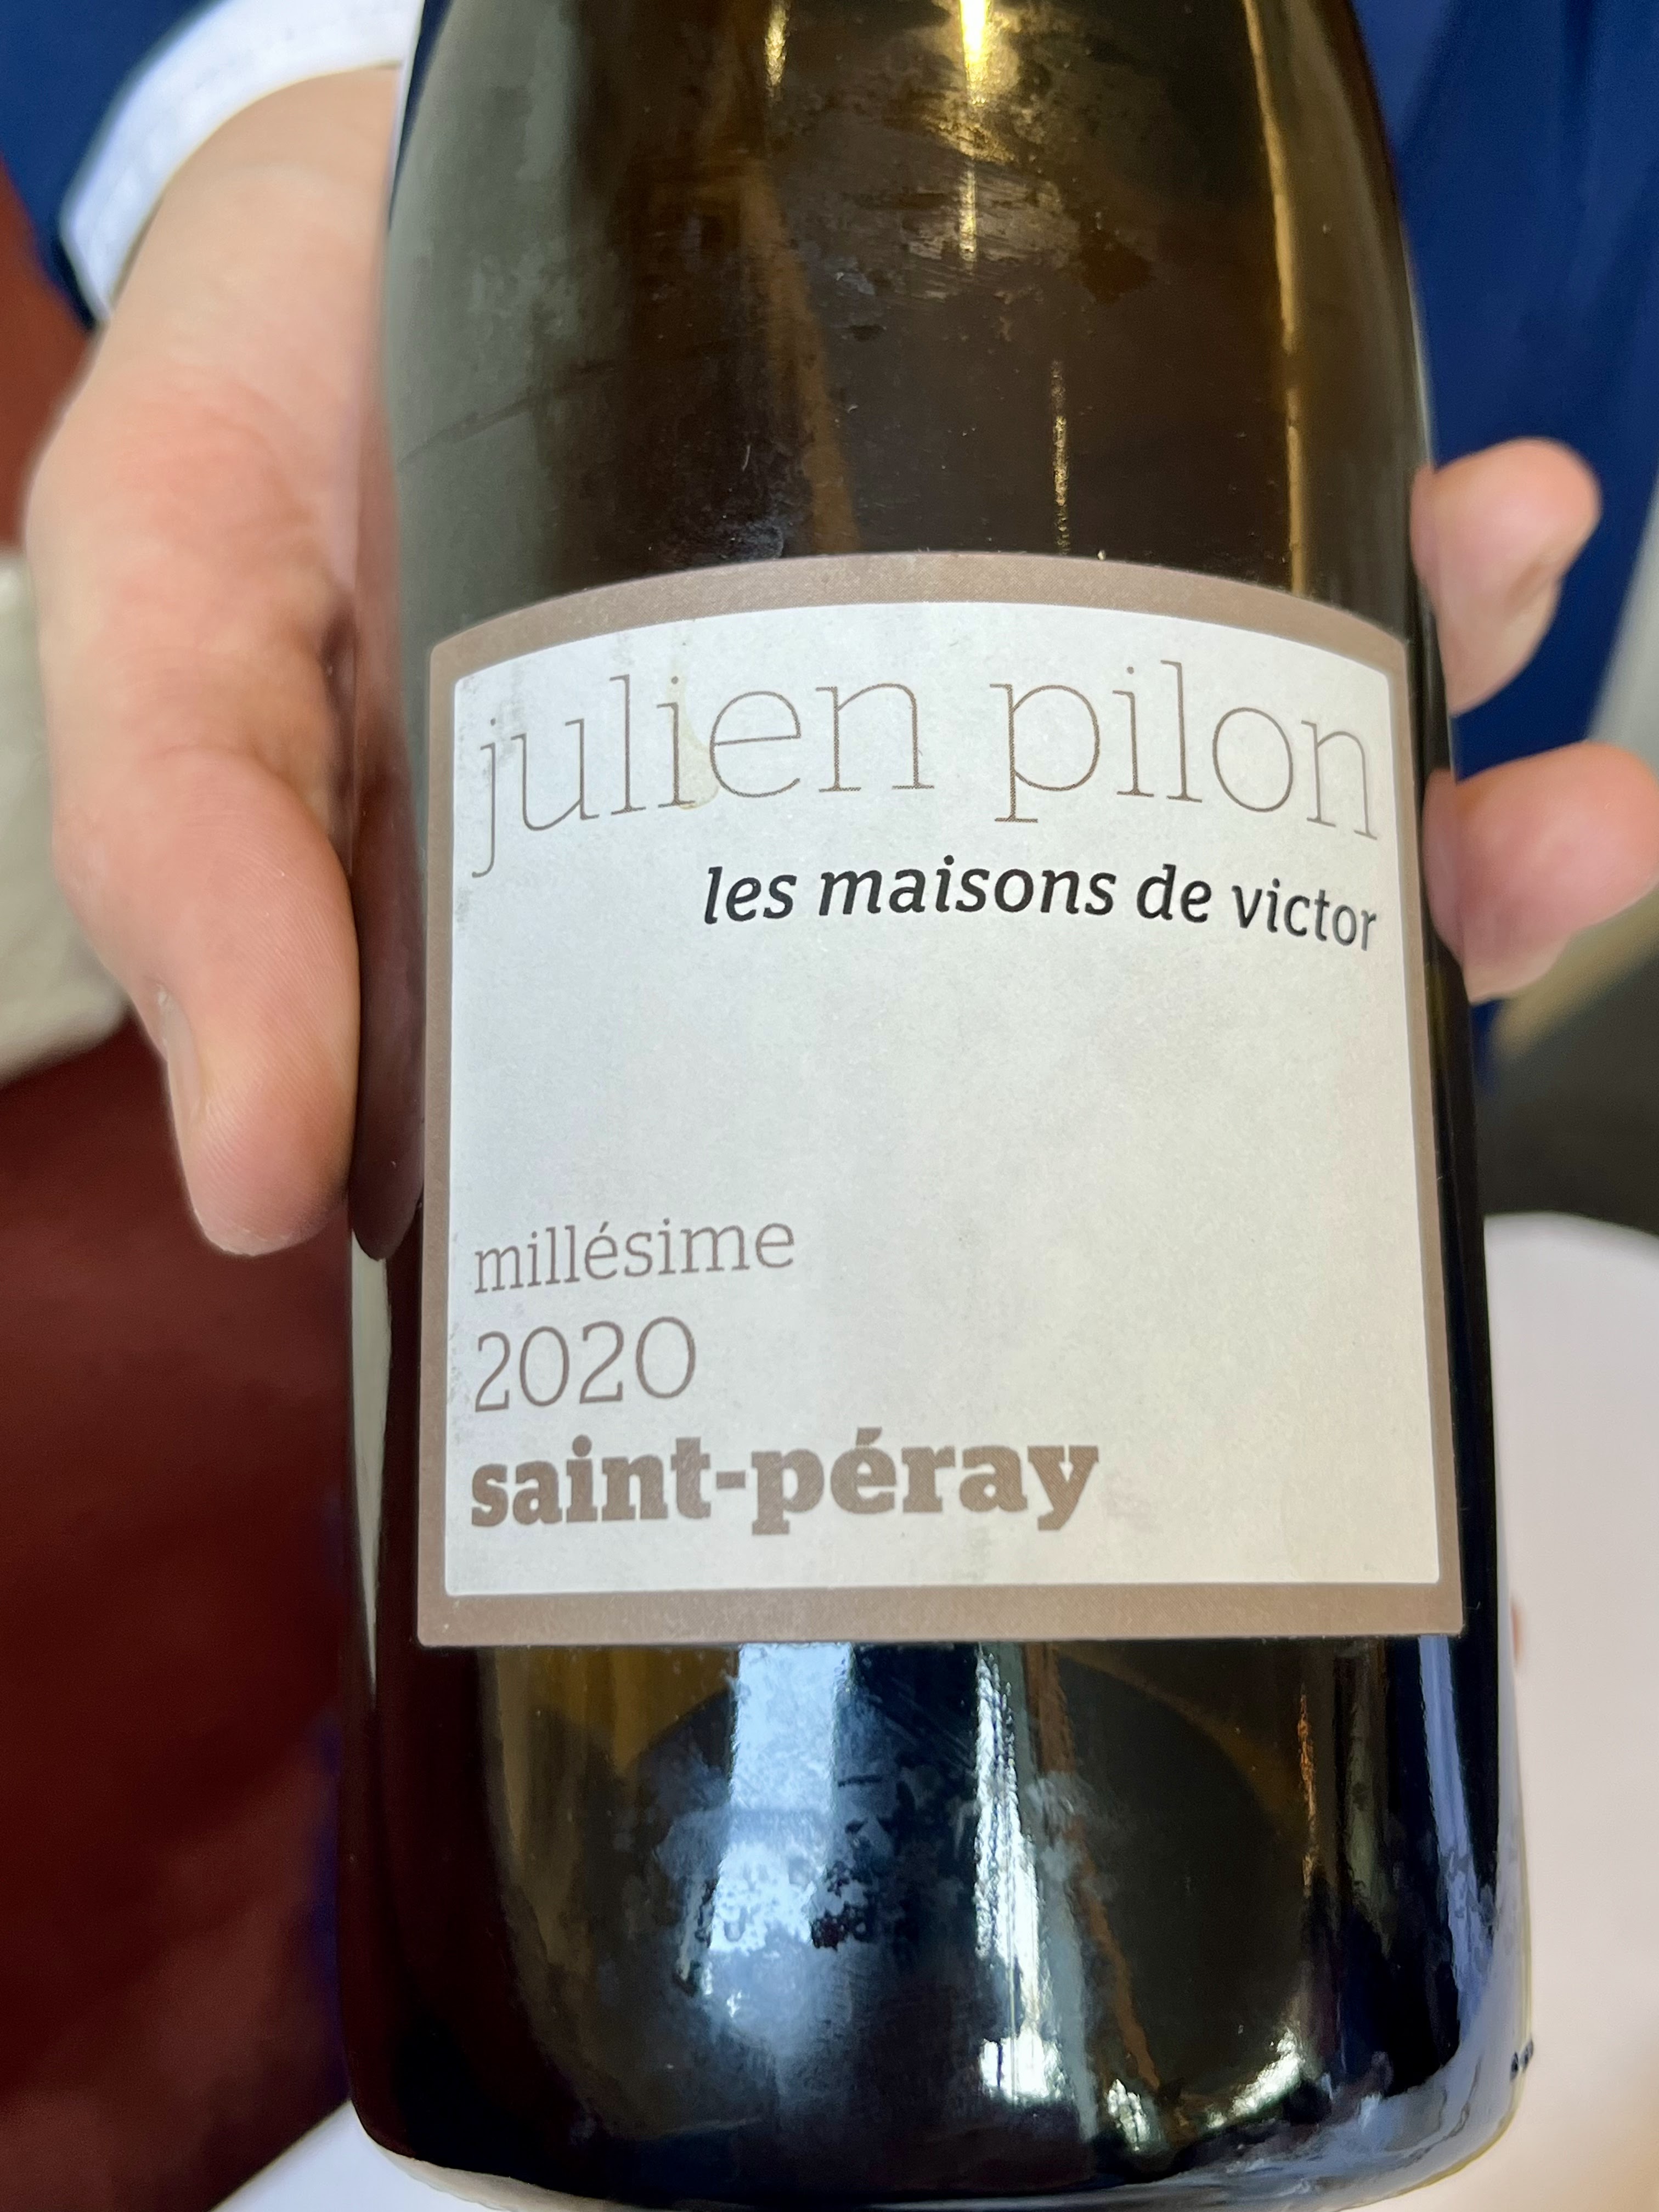 julien pilon
les maisons de victor
millésime
2020
saint-péray